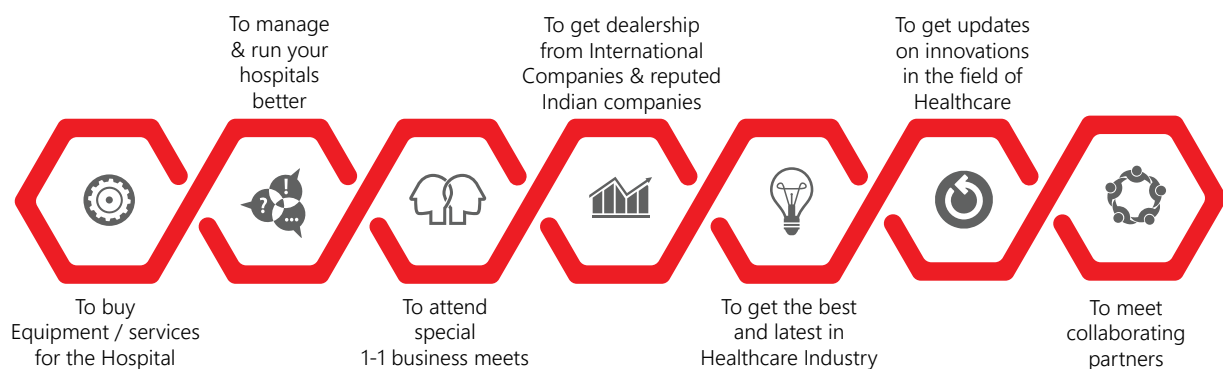 To buy
Equipment / services
for the Hospital
To manage
& run your
hospitals
better
To attend
special
1-1 business meets
To get dealership
from International
Companies & reputed
Indian companies
To get the best
and latest in
Healthcare Industry
To get updates
on innovations
in the field of
Healthcare
To meet
collaborating
partners